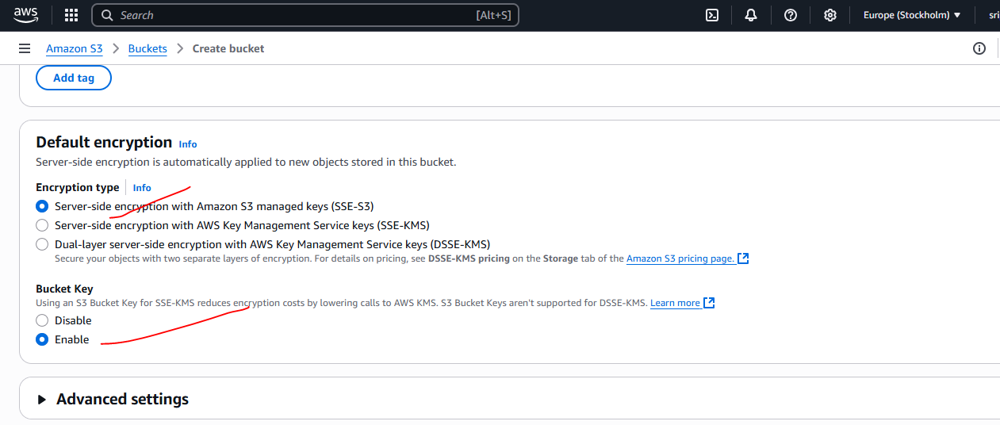 aws Search [Alt+S] Europe (Stockholm) sri
Amazon S3 Buckets Create bucket
Add tag
Default encryption Info
Server-side encryption is automatically applied to new objects stored in this bucket.
Encryption type Info
Server-side encryption with Amazon S3 managed keys (SSE-S3)
Server-side encryption with AWS Key Management Service keys (SSE-KMS)
Dual-layer server-side encryption with AWS Key Management Service keys (DSSE-KMS)
Secure your objects with two separate layers of encryption. For details on pricing, see DSSE-KMS pricing on the Storage tab of the Amazon S3 pricing page.
Bucket Key
Using an S3 Bucket Key for SSE-KMS reduces encryption costs by lowering calls to AWS KMS. S3 Bucket Keys aren't supported for DSSE-KMS. Learn more
Disable
Enable
Advanced settings